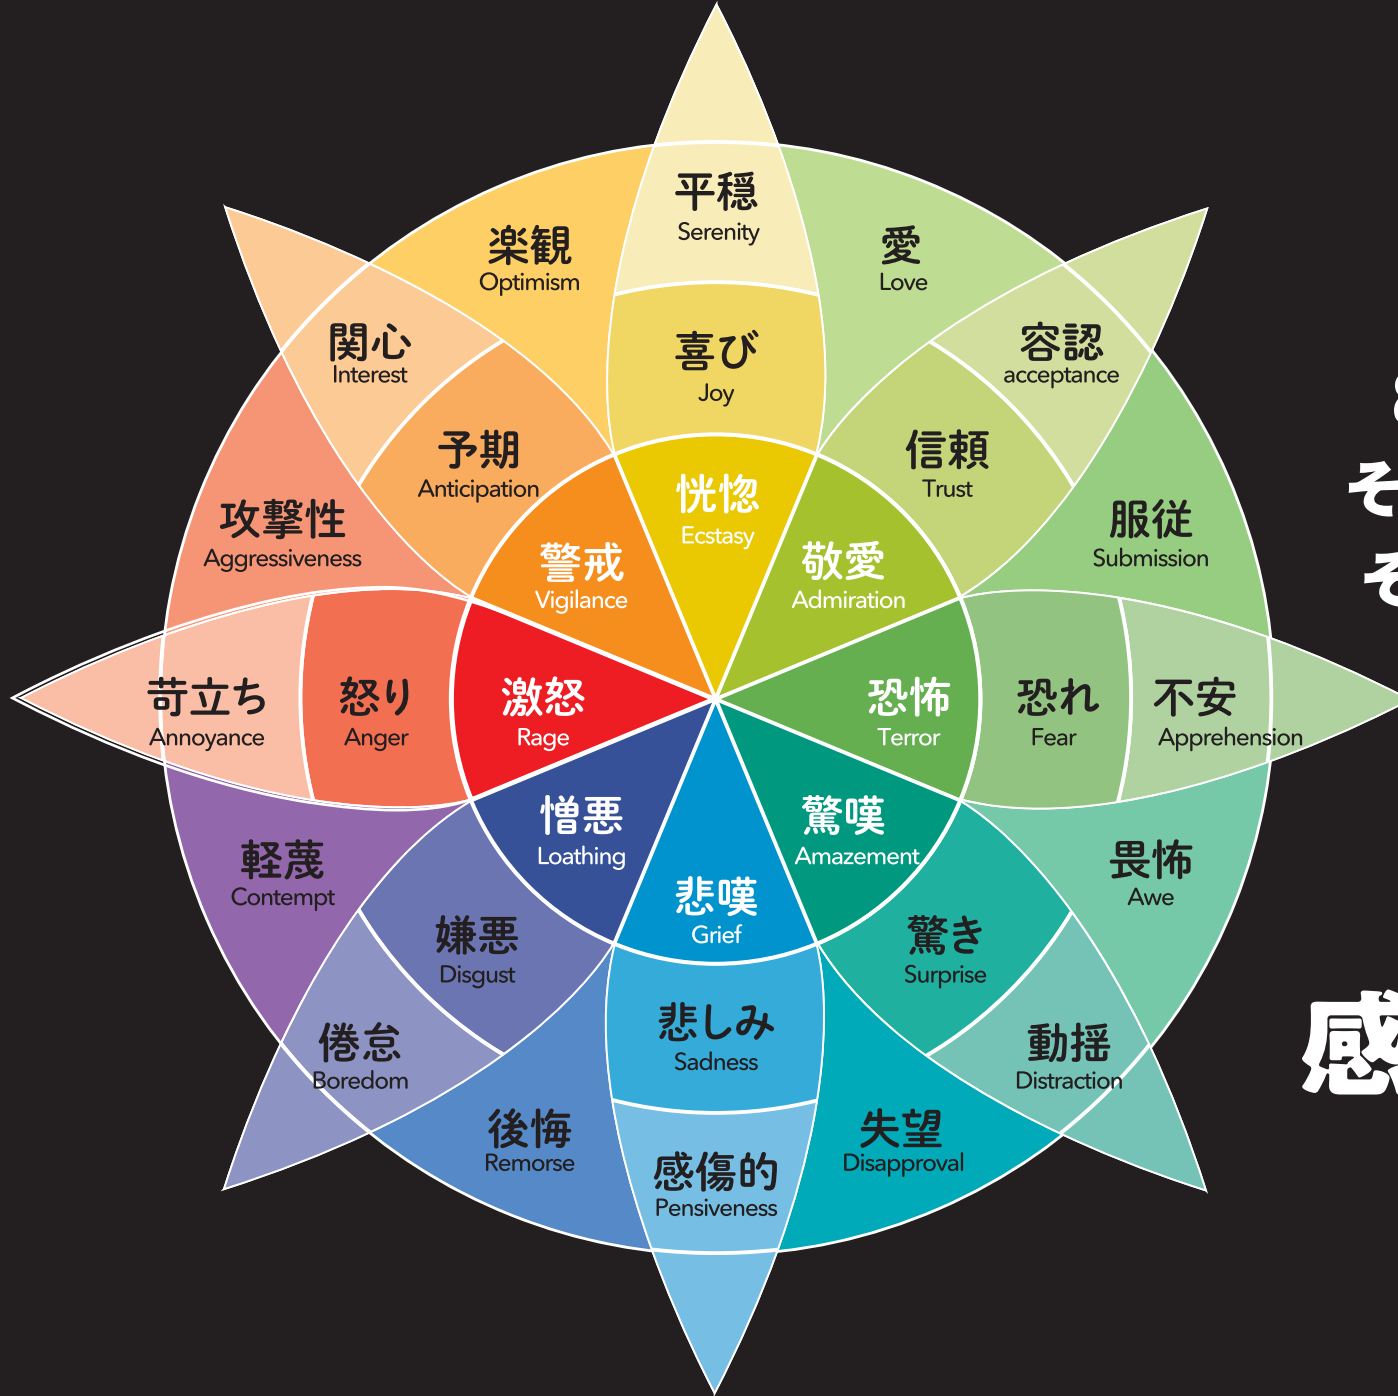 平穏
Serenity
楽観
Optimism
愛
Love
関心
Interest
喜び
Joy
容認
acceptance
予期
Anticipation
信頼
Trust
恍惚
Ecstasy
攻撃性
Aggressiveness
警戒
Vigilance
敬愛
Admiration
服従
Submission
苛立ち
Annoyance
怒り
Anger
激怒
Rage
恐怖
Terror
恐れ
Fear
不安
Apprehension
憎悪
Loathing
驚嘆
Amazement
軽蔑
Contempt
悲嘆
Grief
畏怖
Awe
嫌悪
Disgust
驚き
Surprise
倦怠
Boredom
悲しみ
Sadness
動揺
Distraction
後悔
Remorse
感傷的
Pensiveness
失望
Disapproval
そ
そ
感